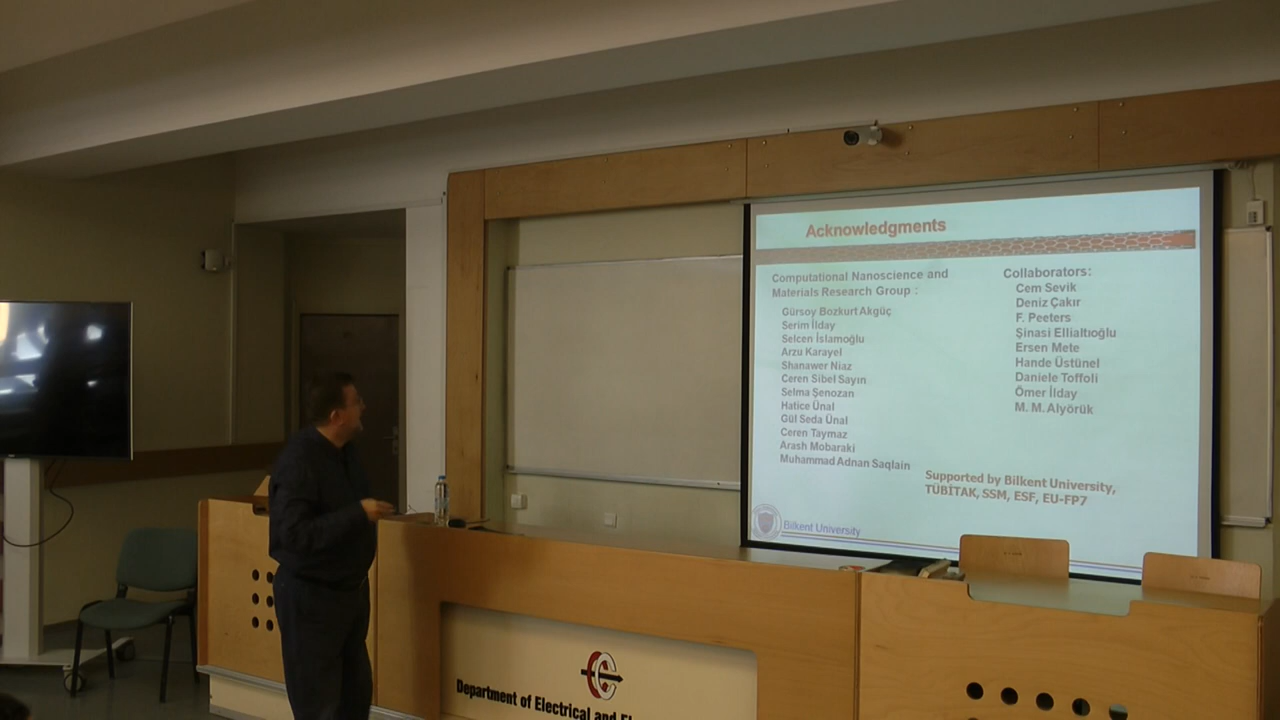 Acknowledgments
Computational Nanoscience and
Materials Research Group :
Gürsoy Bozkurt Akgüç
Serim İlday
Selcen İslamoğlu
Arzu Karayel
Shanawer Niaz
Ceren Sibel Sayın
Selma Şenozan
Hatice Ünal
Gül Seda Ünal
Ceren Taymaz
Arash Mobaraki
Muhammad Adnan Saqlain
Collaborators:
Cem Sevik
Deniz Çakır
F. Peeters
Şinasi Ellialtıoğlu
Ersen Mete
Hande Üstünel
Daniele Toffoli
Ömer İlday
M. M. Alyörük
Supported by Bilkent University,
TÜBİTAK, SSM, ESF, EU-FP7
Bilkent University
Department of Electrical and El